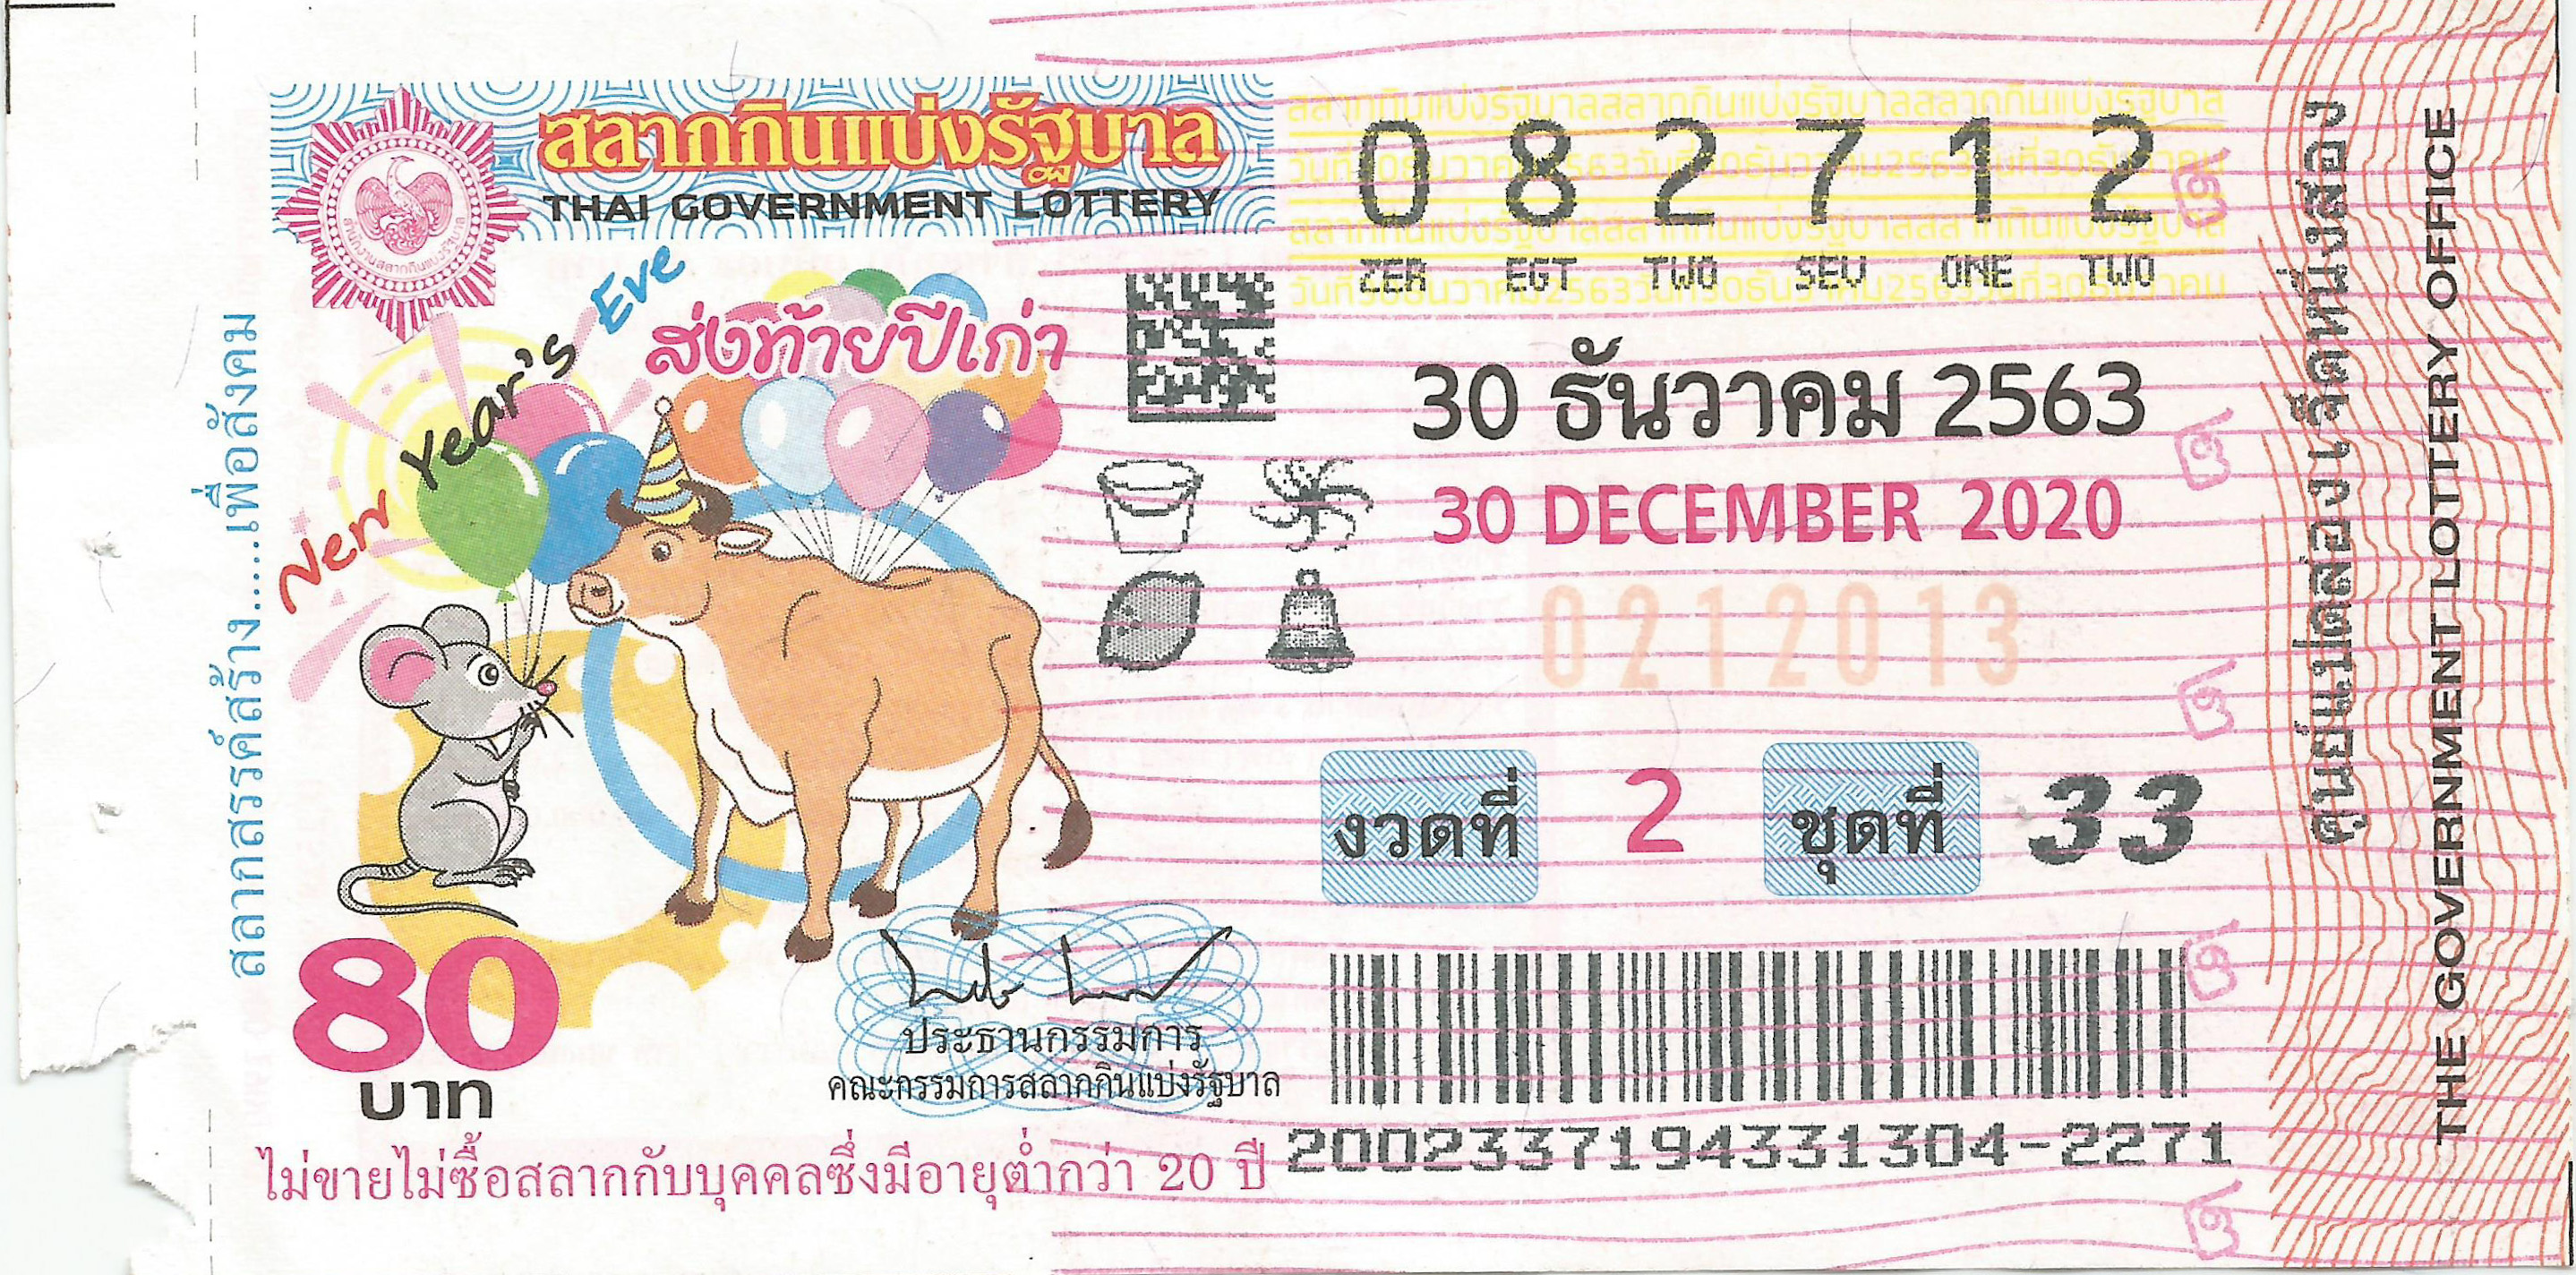 สลากกินแบ่งรัฐบาล
THAI GOVERNMENT LOTTERY
สำนักงานสลากกินแบ่งรัฐบาล
New Year's Eve
ส่งท้ายปีเก่า
สลากสรรค์สร้าง.....เพื่อสังคม
80
บาท
ประธานกรรมการ
คณะกรรมการสลากกินแบ่งรัฐบาล
ไม่ขายไม่ซื้อสลากกับบุคคลซึ่งมีอายุต่ำกว่า 20 ปี
สลากกินแบ่งรัฐบาลสลากกินแบ่งรัฐบาลสลากกินแบ่งรัฐบาล
วันที่30ธันวาคม2563วันที่30ธันวาคม2563วันที่30ธันวาคม
สลากกินแบ่งรัฐบาลสลากกินแบ่งรัฐบาลสลากกินแบ่งรัฐบาล
วันที่30ธันวาคม2563วันที่30ธันวาคม2563วันที่30ธันวาคม
0 8 2 7 1 2
ZER EGT TWO SEV ONE TWO
30 ธันวาคม 2563
30 DECEMBER 2020
0212013
งวดที่ 2 ชุดที่ 33
2002337194331304-2271
ศูนย์แปดสองเจ็ดหนึ่งสอง
THE GOVERNMENT LOTTERY OFFICE